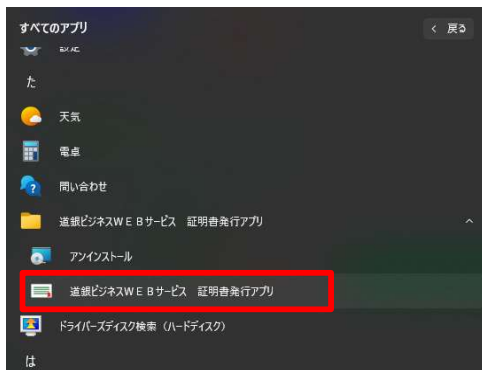 すべてのアプリ
< 戻る
設定
た
天気
電卓
問い合わせ
道銀ビジネスWEBサービス 証明書発行アプリ
アンインストール
道銀ビジネスWEBサービス 証明書発行アプリ
ドライバーズディスク検索 (ハードディスク)
は